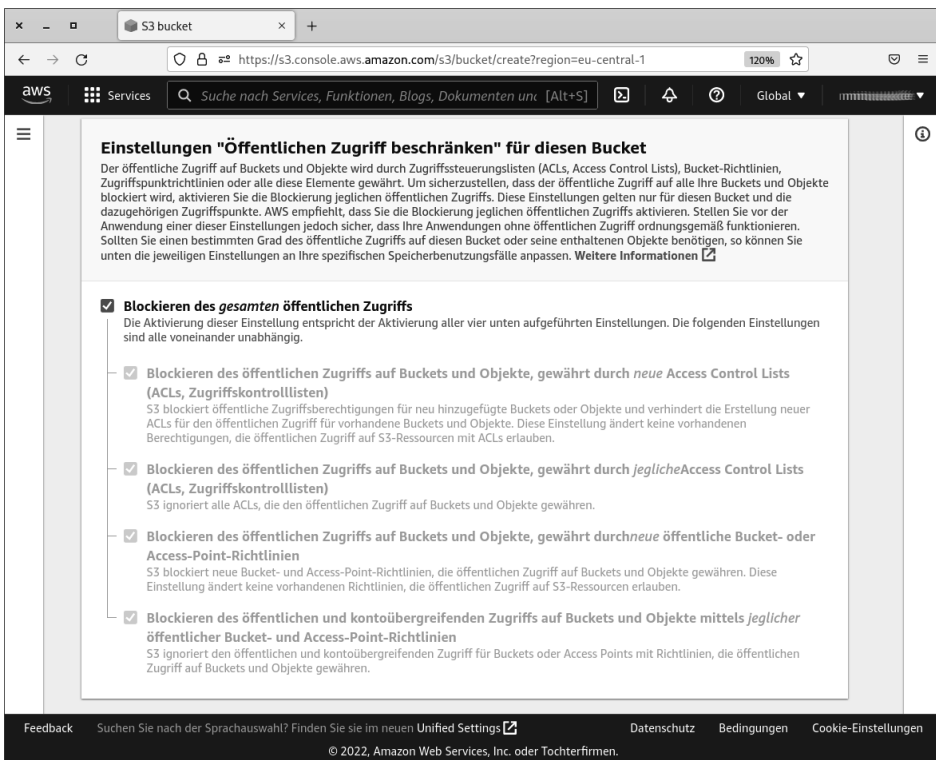 S3 bucket
https://s3.console.aws.amazon.com/s3/bucket/create?region=eu-central-1
120%
aws
Services
Suche nach Services, Funktionen, Blogs, Dokumenten und [Alt+S]
Global
Einstellungen "Öffentlichen Zugriff beschränken" für diesen Bucket
Der öffentliche Zugriff auf Buckets und Objekte wird durch Zugriffssteuerungslisten (ACLs, Access Control Lists), Bucket-Richtlinien,
Zugriffspunktrichtlinien oder alle diese Elemente gewährt. Um sicherzustellen, dass der öffentliche Zugriff auf alle Ihre Buckets und Objekte
blockiert wird, aktivieren Sie die Blockierung jeglichen öffentlichen Zugriffs. Diese Einstellungen gelten nur für diesen Bucket und die
dazugehörigen Zugriffspunkte. AWS empfiehlt, dass Sie die Blockierung jeglichen öffentlichen Zugriffs aktivieren. Stellen Sie vor der
Anwendung einer dieser Einstellungen jedoch sicher, dass Ihre Anwendungen ohne öffentlichen Zugriff ordnungsgemäß funktionieren.
Sollten Sie einen bestimmten Grad des öffentlichen Zugriffs auf diesen Bucket oder seine enthaltenen Objekte benötigen, so können Sie
unten die jeweiligen Einstellungen an Ihre spezifischen Speicherbenutzungsfälle anpassen. Weitere Informationen
Blockieren des gesamten öffentlichen Zugriffs
Die Aktivierung dieser Einstellung entspricht der Aktivierung aller vier unten aufgeführten Einstellungen. Die folgenden Einstellungen
sind alle voneinander unabhängig.
Blockieren des öffentlichen Zugriffs auf Buckets und Objekte, gewährt durch neue Access Control Lists
(ACLs, Zugriffskontrolllisten)
S3 blockiert öffentliche Zugriffsberechtigungen für neu hinzugefügte Buckets oder Objekte und verhindert die Erstellung neuer
ACLs für den öffentlichen Zugriff für vorhandene Buckets und Objekte. Diese Einstellung ändert keine vorhandenen
Berechtigungen, die öffentlichen Zugriff auf S3-Ressourcen mit ACLs erlauben.
Blockieren des öffentlichen Zugriffs auf Buckets und Objekte, gewährt durch jeglicheAccess Control Lists
(ACLs, Zugriffskontrolllisten)
S3 ignoriert alle ACLs, die den öffentlichen Zugriff auf Buckets und Objekte gewähren.
Blockieren des öffentlichen Zugriffs auf Buckets und Objekte, gewährt durchneue öffentliche Bucket- oder
Access-Point-Richtlinien
S3 blockiert neue Bucket- und Access-Point-Richtlinien, die öffentlichen Zugriff auf Buckets und Objekte gewähren. Diese
Einstellung ändert keine vorhandenen Richtlinien, die öffentlichen Zugriff auf S3-Ressourcen erlauben.
Blockieren des öffentlichen und kontoübergreifenden Zugriffs auf Buckets und Objekte mittels jeglicher
öffentlicher Bucket- und Access-Point-Richtlinien
S3 ignoriert den öffentlichen und kontoübergreifenden Zugriff für Buckets oder Access Points mit Richtlinien, die öffentlichen
Zugriff auf Buckets und Objekte gewähren.
Feedback Suchen Sie nach der Sprachauswahl? Finden Sie sie im neuen Unified Settings Datenschutz Bedingungen Cookie-Einstellungen
© 2022, Amazon Web Services, Inc. oder Tochterfirmen.